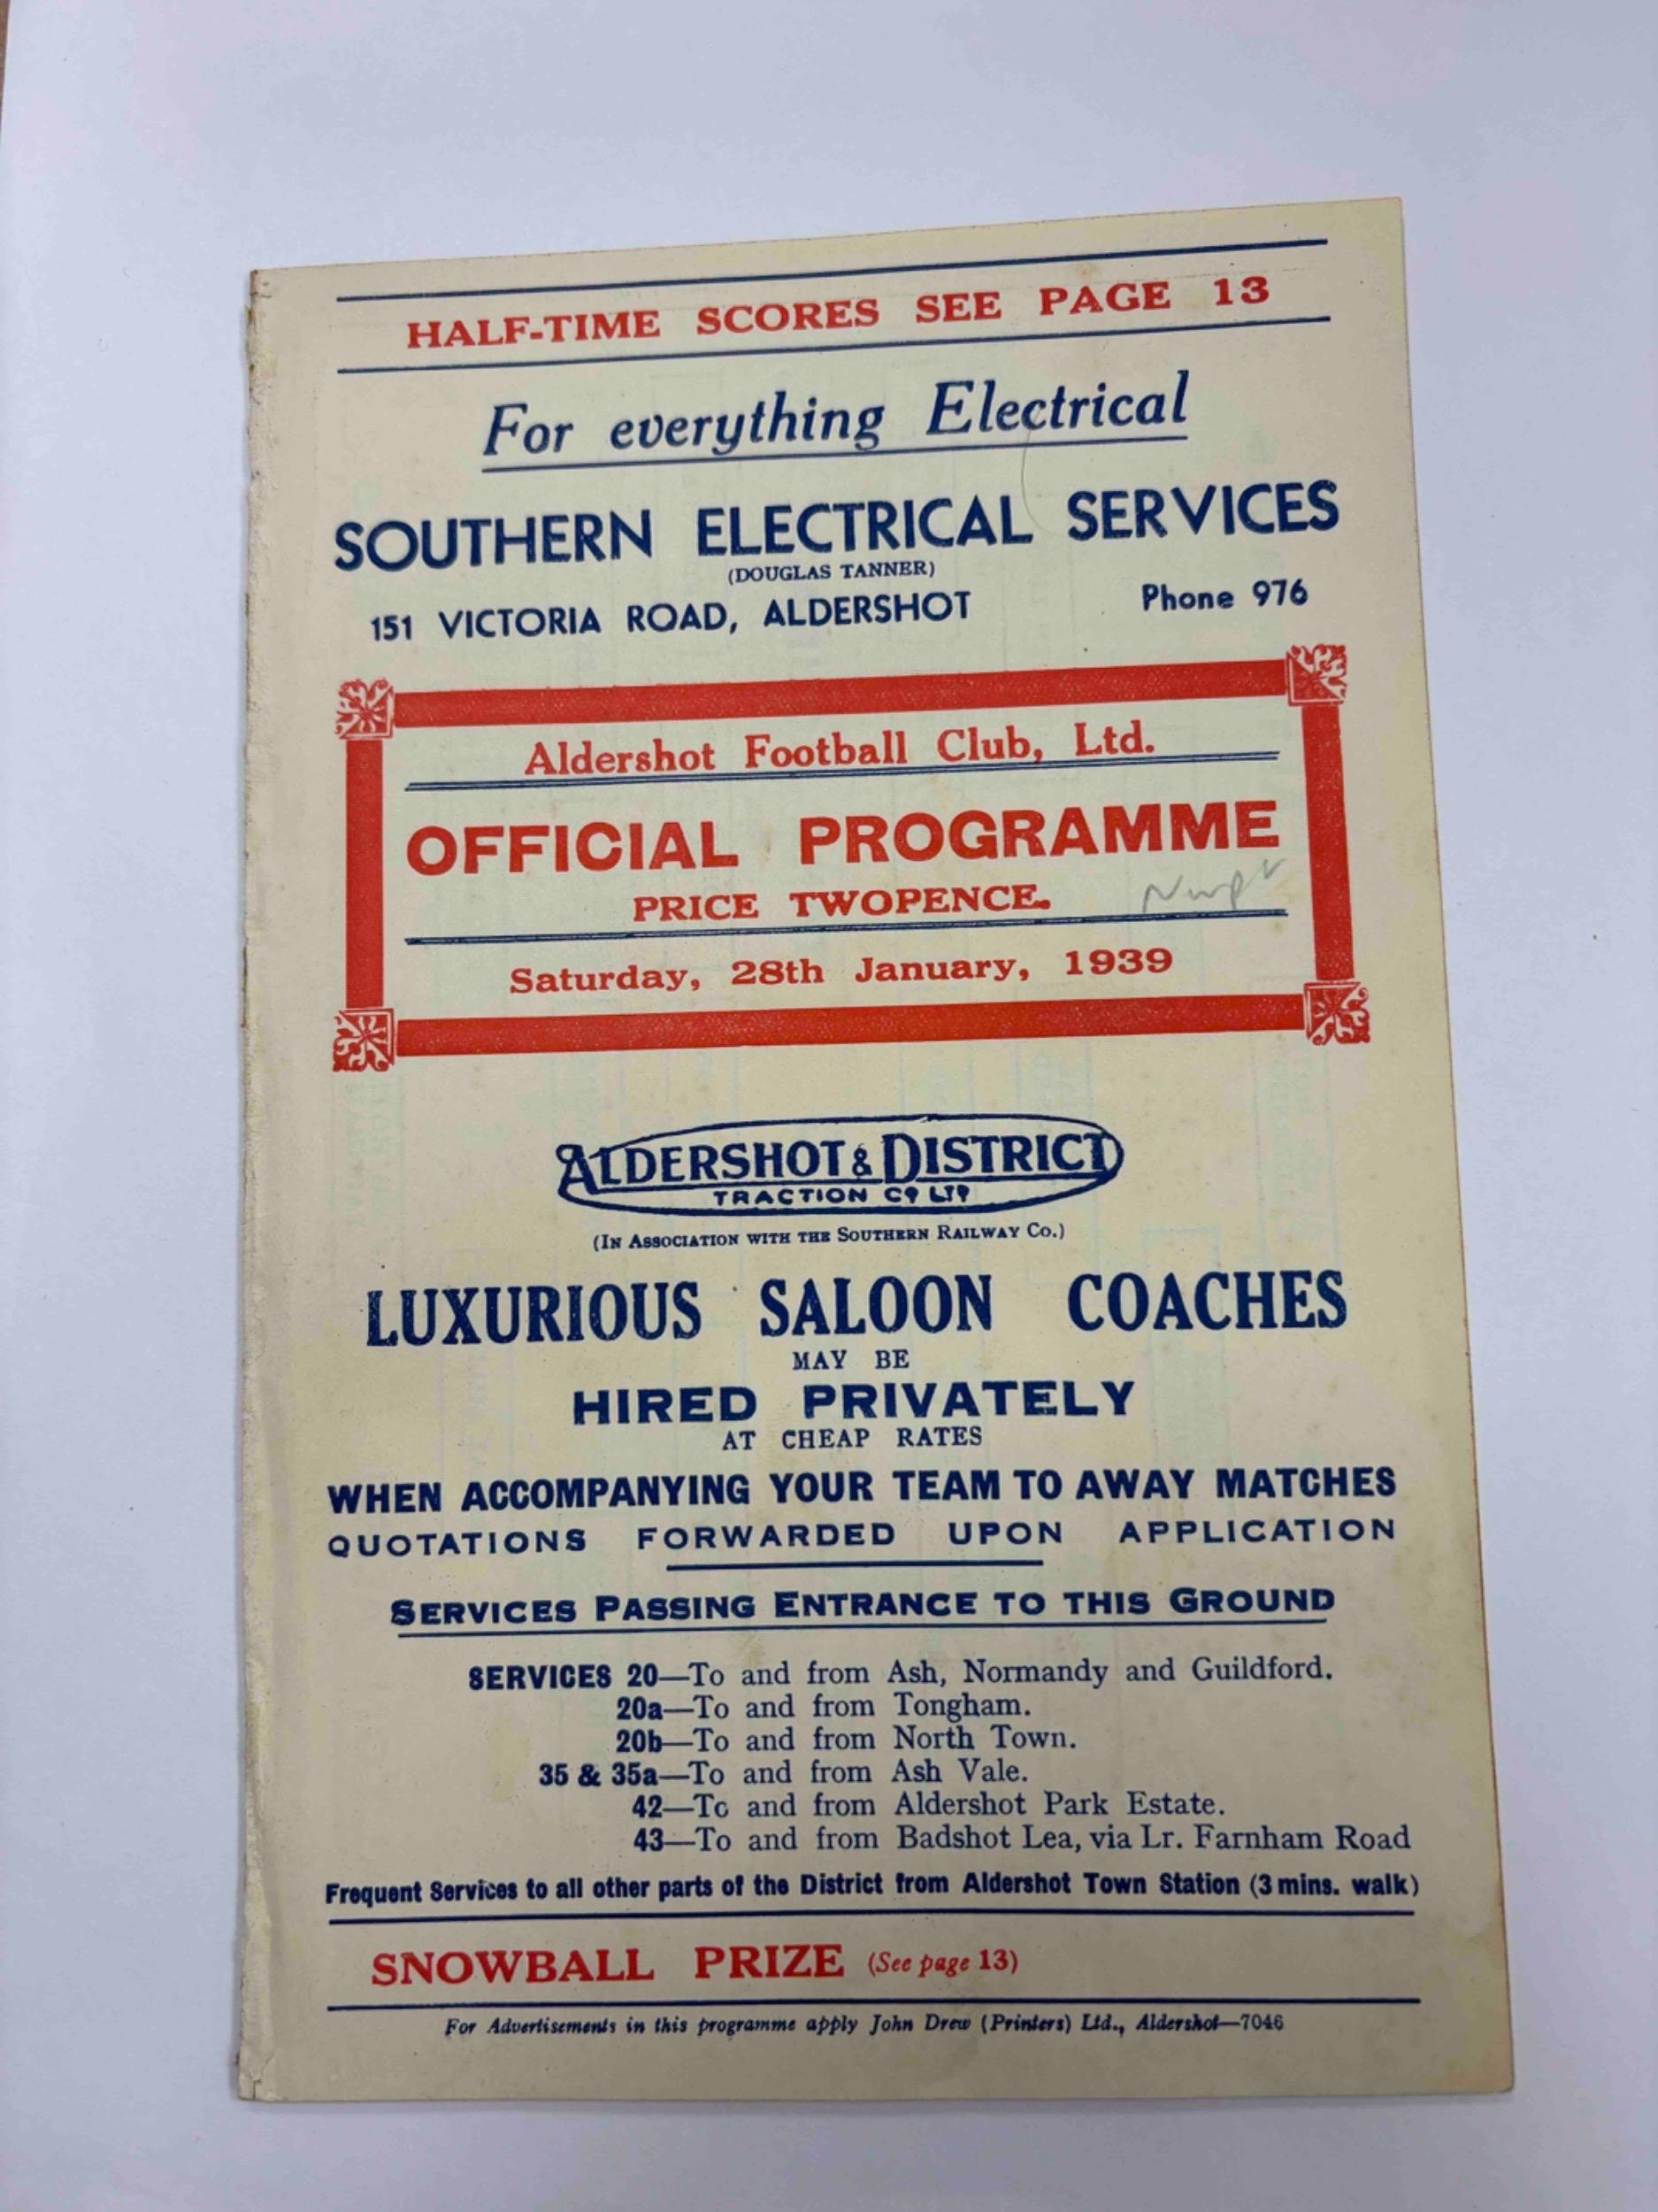 HALF-TIME SCORES SEE PAGE 13
For everything Electrical
SOUTHERN ELECTRICAL SERVICES
(DOUGLAS TANNER)
151 VICTORIA ROAD, ALDERSHOT Phone 976
Aldershot Football Club, Ltd.
OFFICIAL PROGRAMME
PRICE TWOPENCE.
Saturday, 28th January, 1939
ALDERSHOT & DISTRICT
TRACTION CO LTD
(IN ASSOCIATION WITH THE SOUTHERN RAILWAY CO.)
LUXURIOUS SALOON COACHES
MAY BE
HIRED PRIVATELY
AT CHEAP RATES
WHEN ACCOMPANYING YOUR TEAM TO AWAY MATCHES
QUOTATIONS FORWARDED UPON APPLICATION
SERVICES PASSING ENTRANCE TO THIS GROUND
SERVICES 20—To and from Ash, Normandy and Guildford.
20a—To and from Tongham.
20b—To and from North Town.
35 & 35a—To and from Ash Vale.
42—To and from Aldershot Park Estate.
43—To and from Badshot Lea, via Lr. Farnham Road
Frequent Services to all other parts of the District from Aldershot Town Station (3 mins. walk)
SNOWBALL PRIZE (See page 13)
For Advertisements in this programme apply John Drew (Printers) Ltd., Aldershot—7046